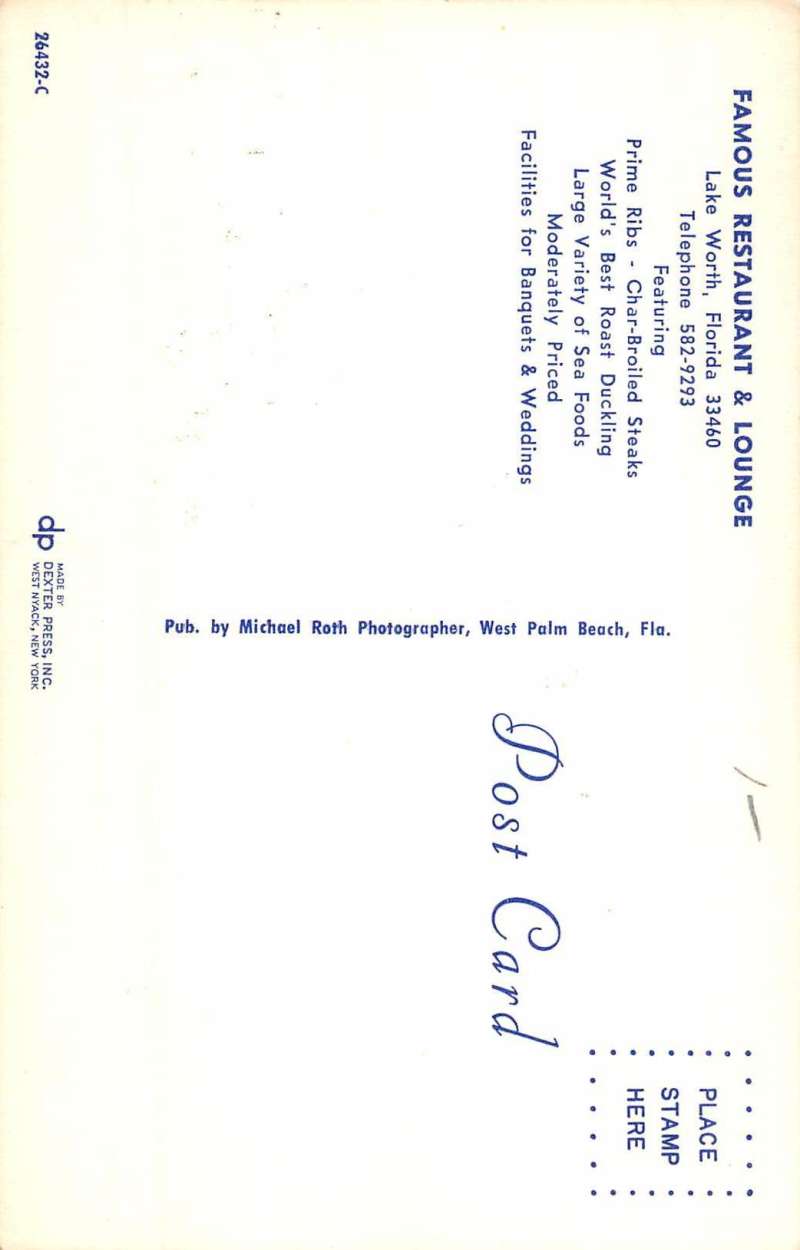 FAMOUS RESTAURANT & LOUNGE
Lake Worth, Florida 33460
Telephone 582-9293
Featuring
Prime Ribs - Char-Broiled Steaks
World's Best Roast Duckling
Large Variety of Sea Foods
Moderately Priced
Facilities for Banquets & Weddings
26432-C
dp
MADE BY
DEXTER PRESS, INC.
WEST NYACK, NEW YORK
Pub. by Michael Roth Photographer, West Palm Beach, Fla.
Post Card
PLACE
STAMP
HERE
1-